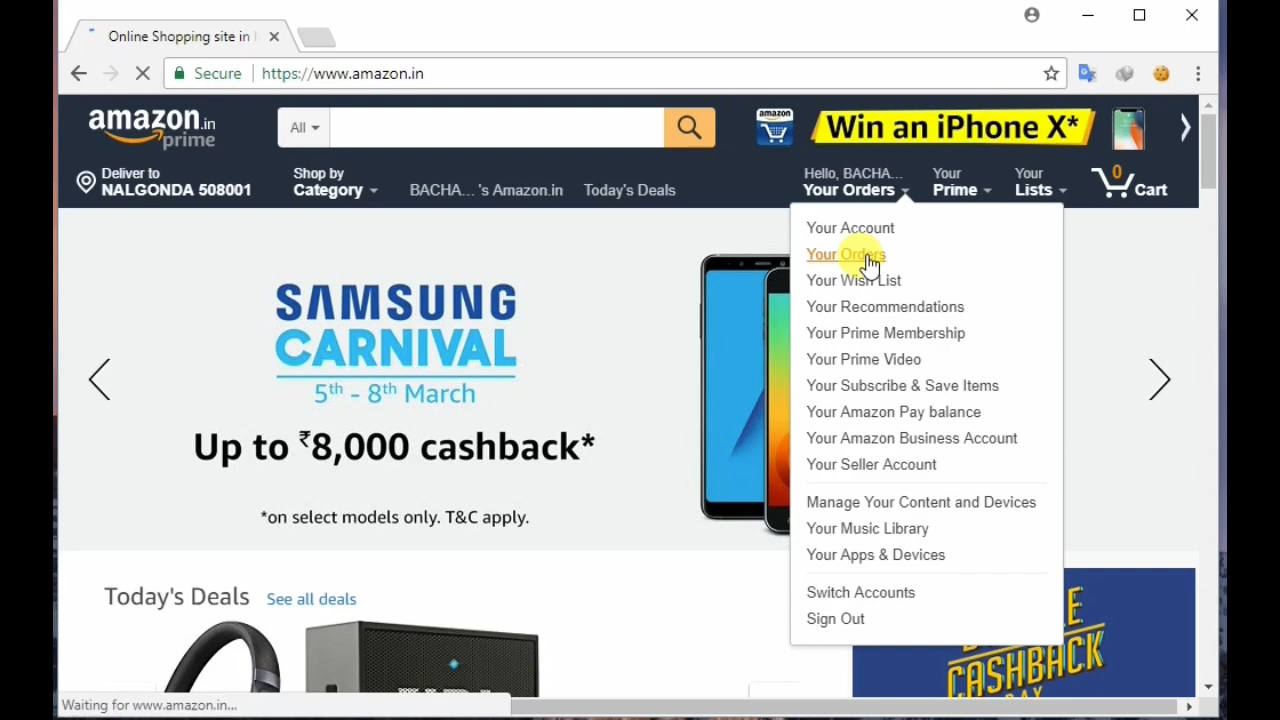 Online Shopping site in
Secure https://www.amazon.in
amazon.in
prime
All
amazon
Win an iPhone X*
Deliver to
NALGONDA 508001
Shop by
Category
BACHA... 's Amazon.in
Today's Deals
Hello, BACHA...
Your Orders
Your
Prime
Your
Lists
0
Cart
Your Account
Your Orders
Your Wish List
Your Recommendations
Your Prime Membership
Your Prime Video
Your Subscribe & Save Items
Your Amazon Pay balance
Your Amazon Business Account
Your Seller Account
Manage Your Content and Devices
Your Music Library
Your Apps & Devices
Switch Accounts
Sign Out
SAMSUNG
CARNIVAL
5th - 8th March
Up to ₹8,000 cashback*
*on select models only. T&C apply.
Today's Deals See all deals
CASHBACK
Waiting for www.amazon.in...